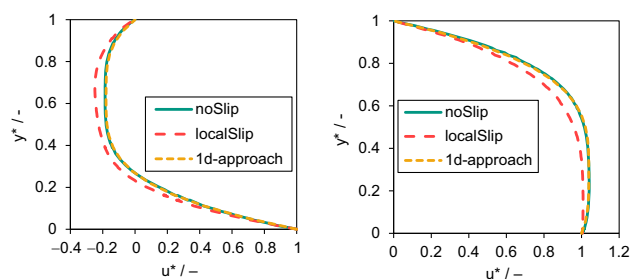 y* / -
1
0.8
0.6
0.4
0.2
0
noSlip
localSlip
1d-approach
−0.4 −0.2 0 0.2 0.4 0.6 0.8 1
u* / −
y* / -
1
0.8
0.6
0.4
0.2
0
noSlip
localSlip
1d-approach
0 0.2 0.4 0.6 0.8 1 1.2
u* / −